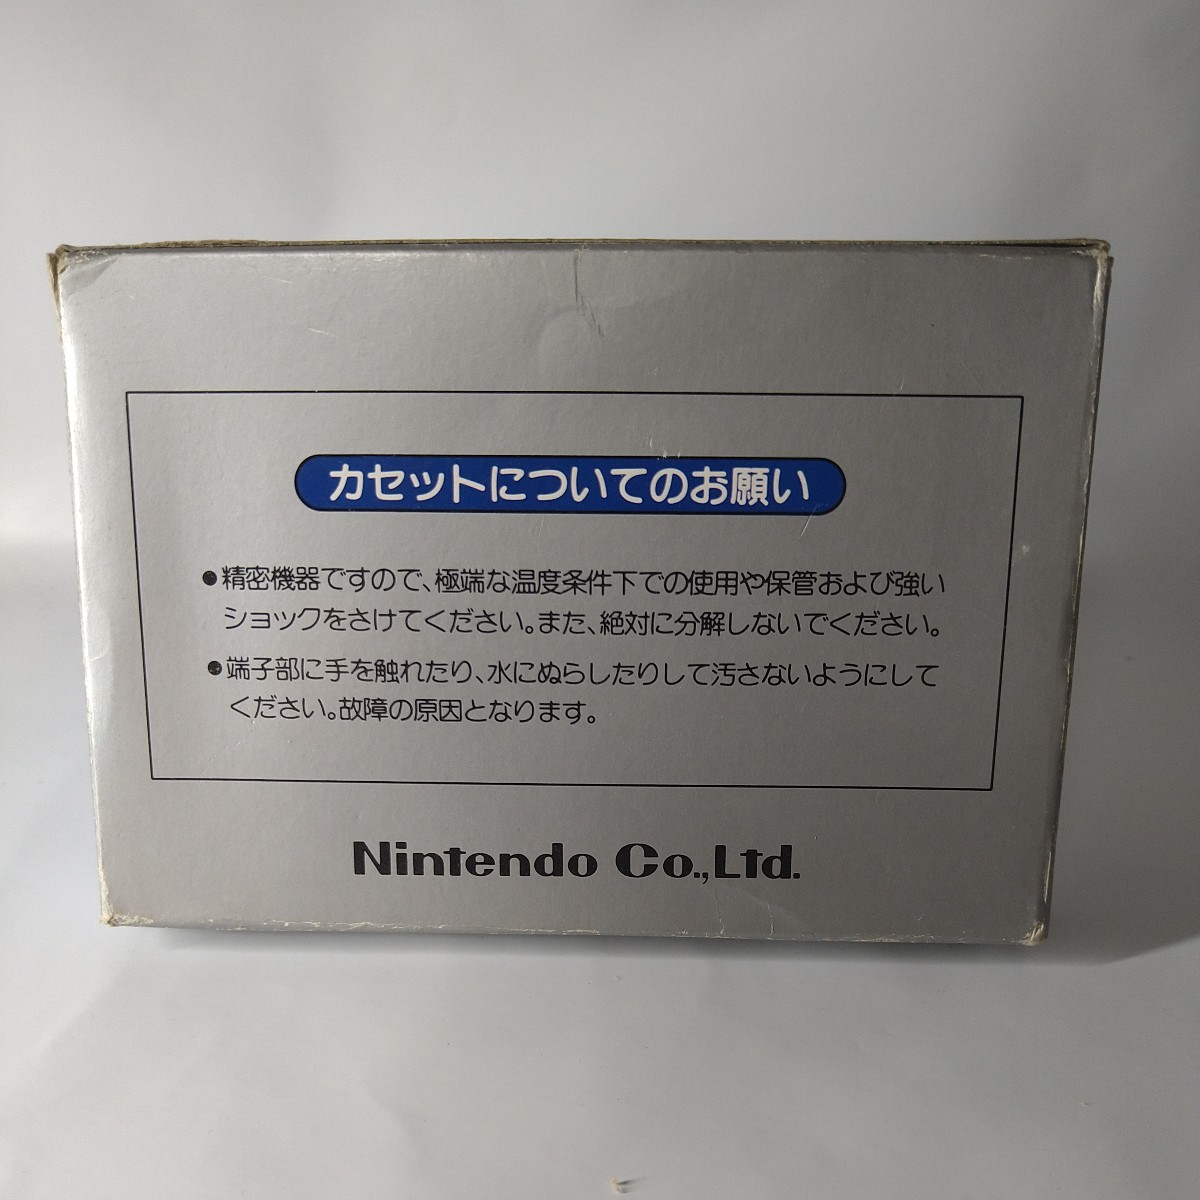 カセットについてのお願い
●精密機器ですので、極端な温度条件下での使用や保管および強い
ショックをさけてください。また、絶対に分解しないでください。
●端子部に手を触れたり、水にぬらしたりして汚さないようにして
ください。故障の原因となります。
Nintendo Co.,Ltd.